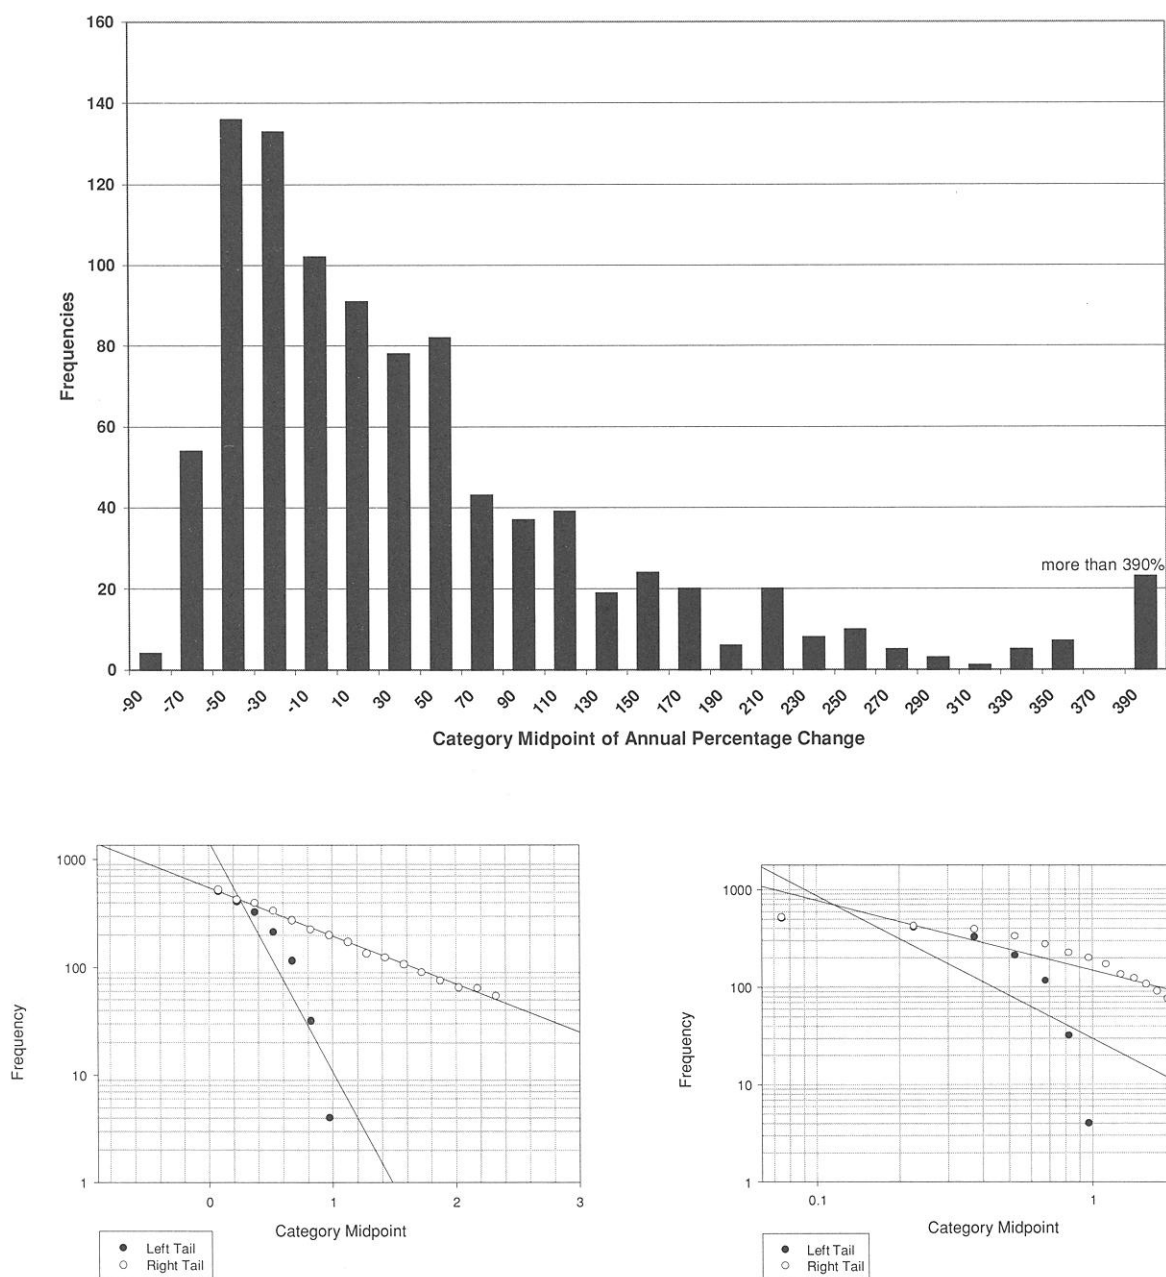 160
140
120
100
80
60
40
20
0
Frequencies
more than 390%
-90 -70 -50 -30 -10 10 30 50 70 90 110 130 150 170 190 210 230 250 270 290 310 330 350 370 390
Category Midpoint of Annual Percentage Change
1000
100
10
1
Frequency
0 1 2 3
Category Midpoint
Left Tail
Right Tail
1000
100
10
1
Frequency
0.1 1
Category Midpoint
Left Tail
Right Tail